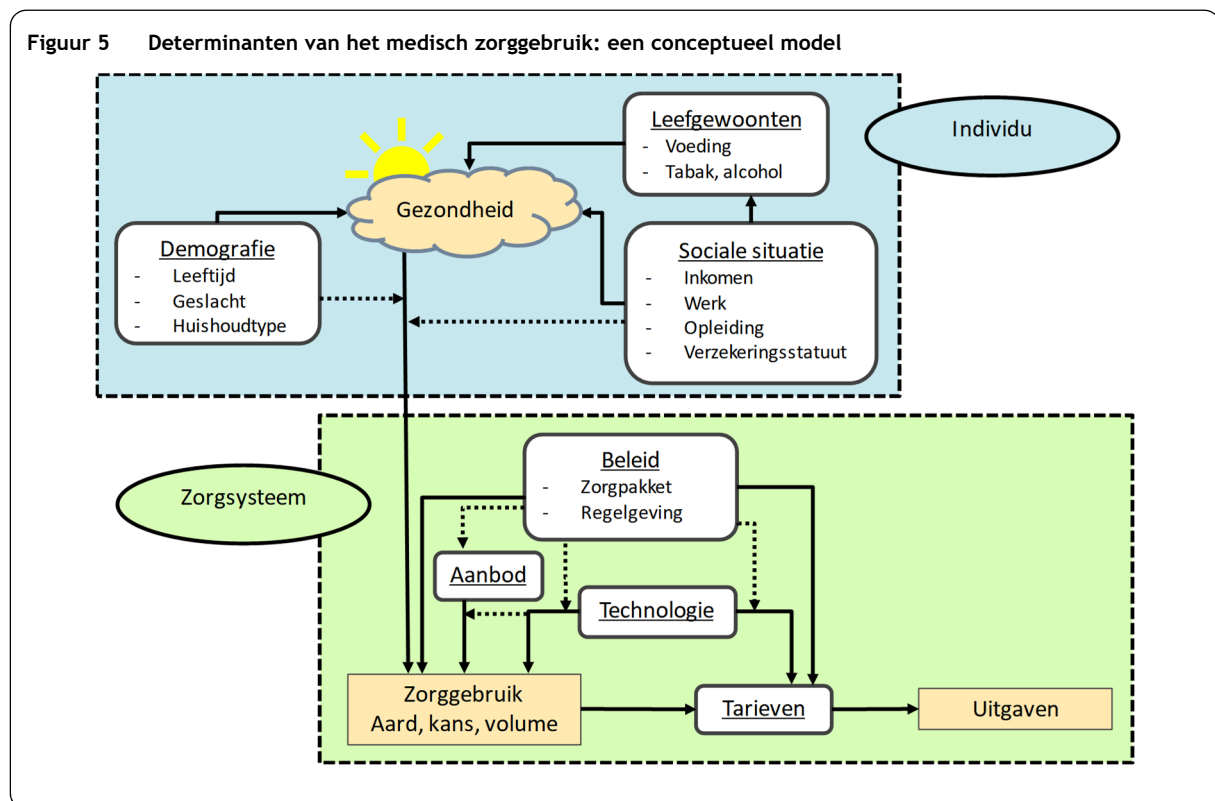 Figuur 5 Determinanten van het medisch zorggebruik: een conceptueel model
Leefgewoonten
- Voeding
- Tabak, alcohol
Individu
Gezondheid
Demografie
- Leeftijd
- Geslacht
- Huishoudtype
Sociale situatie
- Inkomen
- Werk
- Opleiding
- Verzekeringsstatuut
Zorgsysteem
Beleid
- Zorgpakket
- Regelgeving
Aanbod
Technologie
Zorggebruik
Aard, kans, volume
Tarieven
Uitgaven